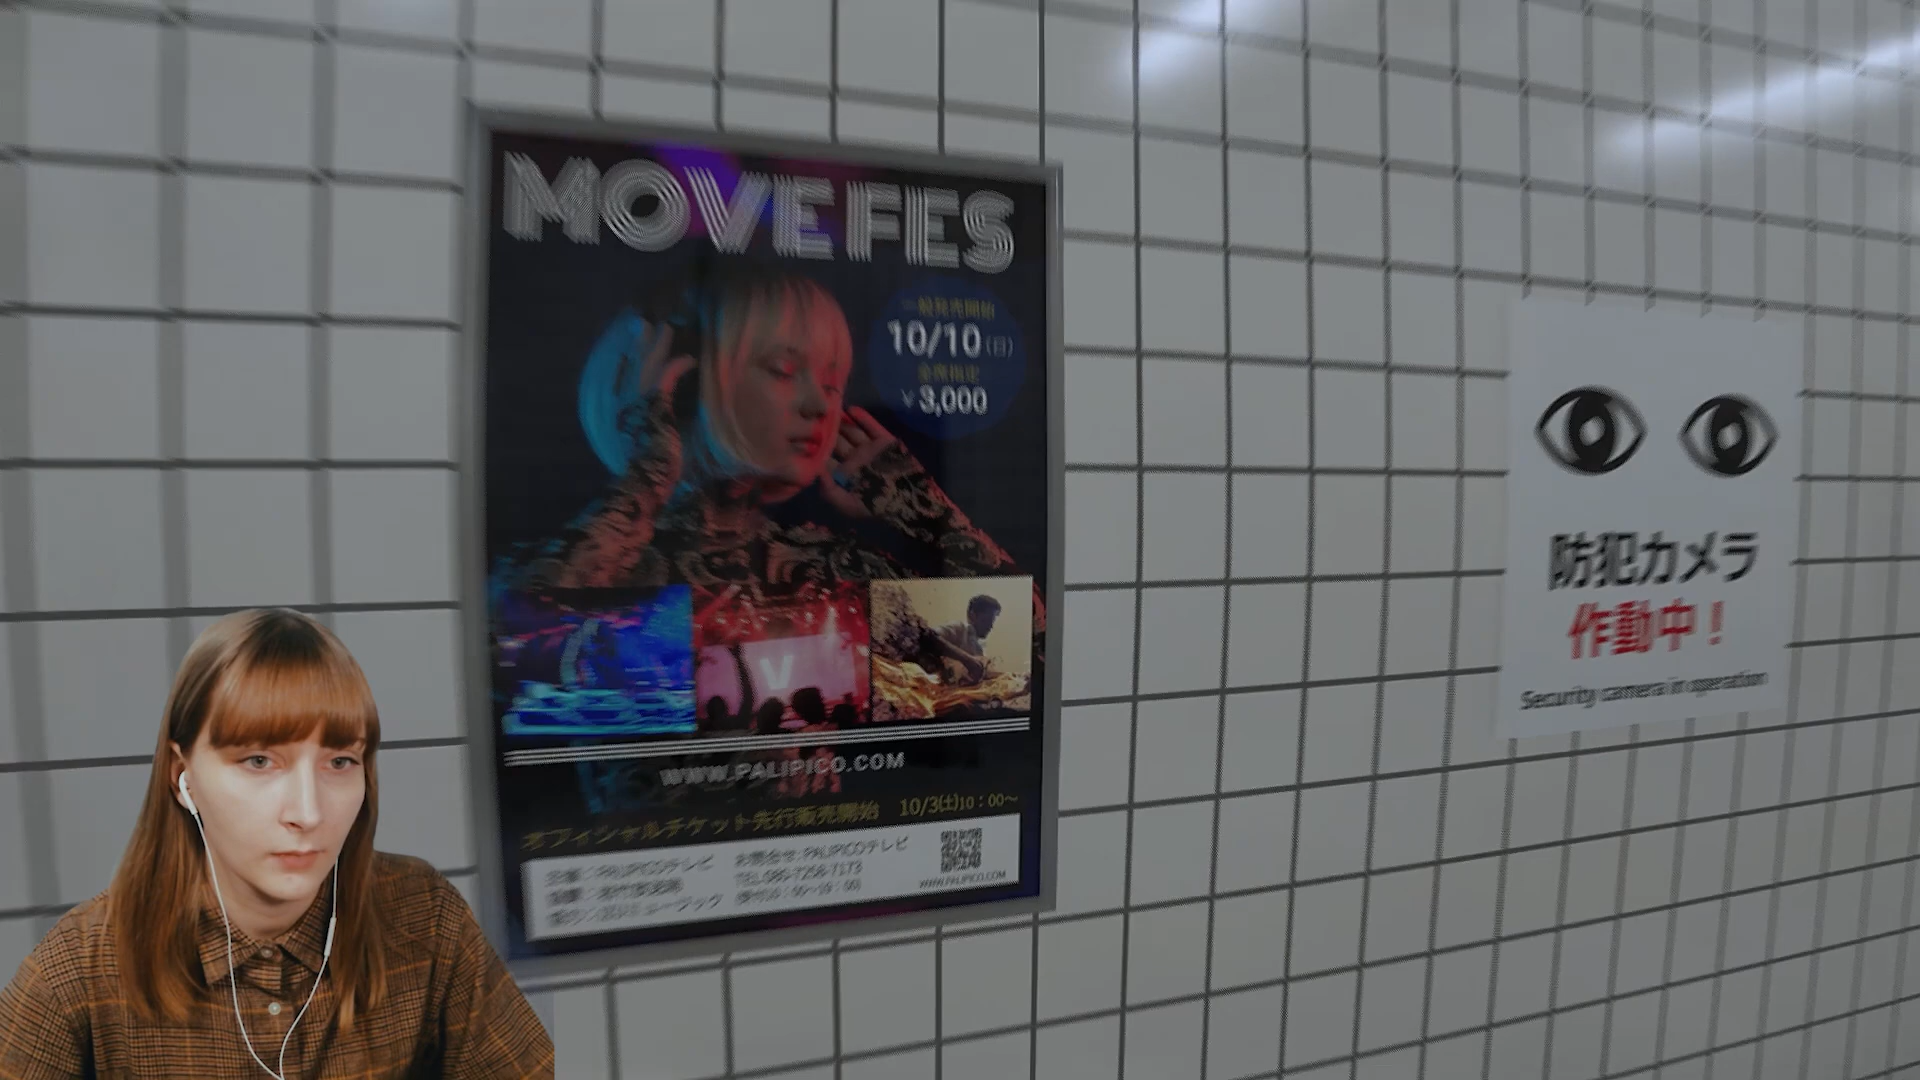 MOVE FES
一般発売開始
10/10(日)
全席指定
¥3,000
V
WWW.PALIPICO.COM
オフィシャルチケット先行販売開始 10/3(土)10:00〜
主催:PALIPICOテレビ
お問合せ:PALIPICOテレビ
TEL
WWW.PALIPICO.COM
防犯カメラ
作動中!
Security camera in operation